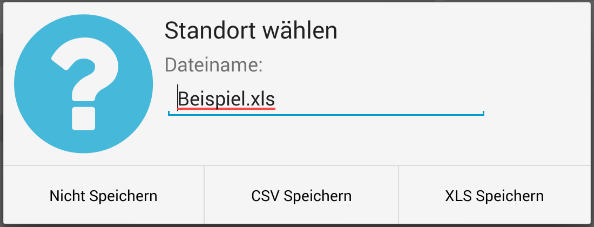 Standort wählen
Dateiname:
Beispiel.xls
Nicht Speichern
CSV Speichern
XLS Speichern